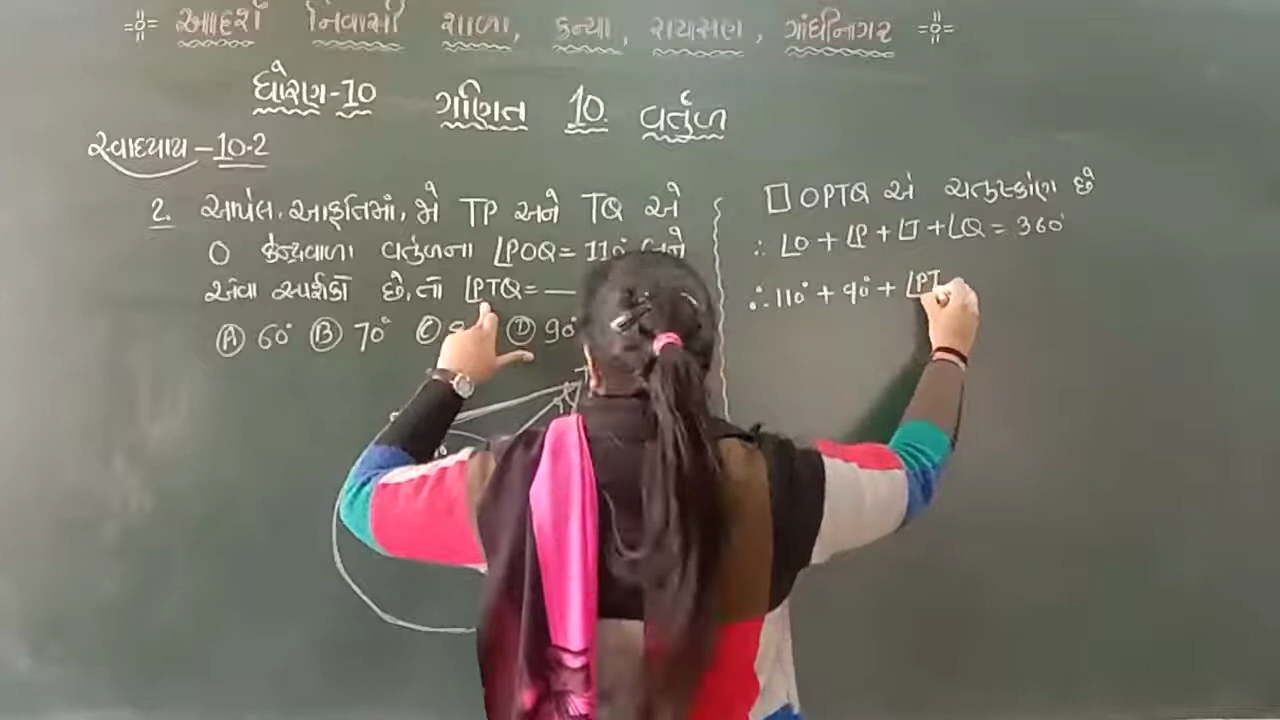 આદર્શ નિવાસી શાળા, કન્યા, રાયસણ, ગાંધીનગર
ધોરણ-10 ગણિત 10. વર્તુળ
સ્વાધ્યાય - 10.2
2. આપેલ આકૃતિમાં, જો TP અને TQ એ
O કેન્દ્રવાળા વર્તુળના ∠POQ = 110°
એવા સ્પર્શકો છે, તો ∠PTQ = —
Ⓐ 60° Ⓑ 70° Ⓒ Ⓓ 90°
□OPTQ એ ચતુષ્કોણ છે
∴ ∠O + ∠P + ∠T + ∠Q = 360°
∴ 110° + 90° + ∠PT